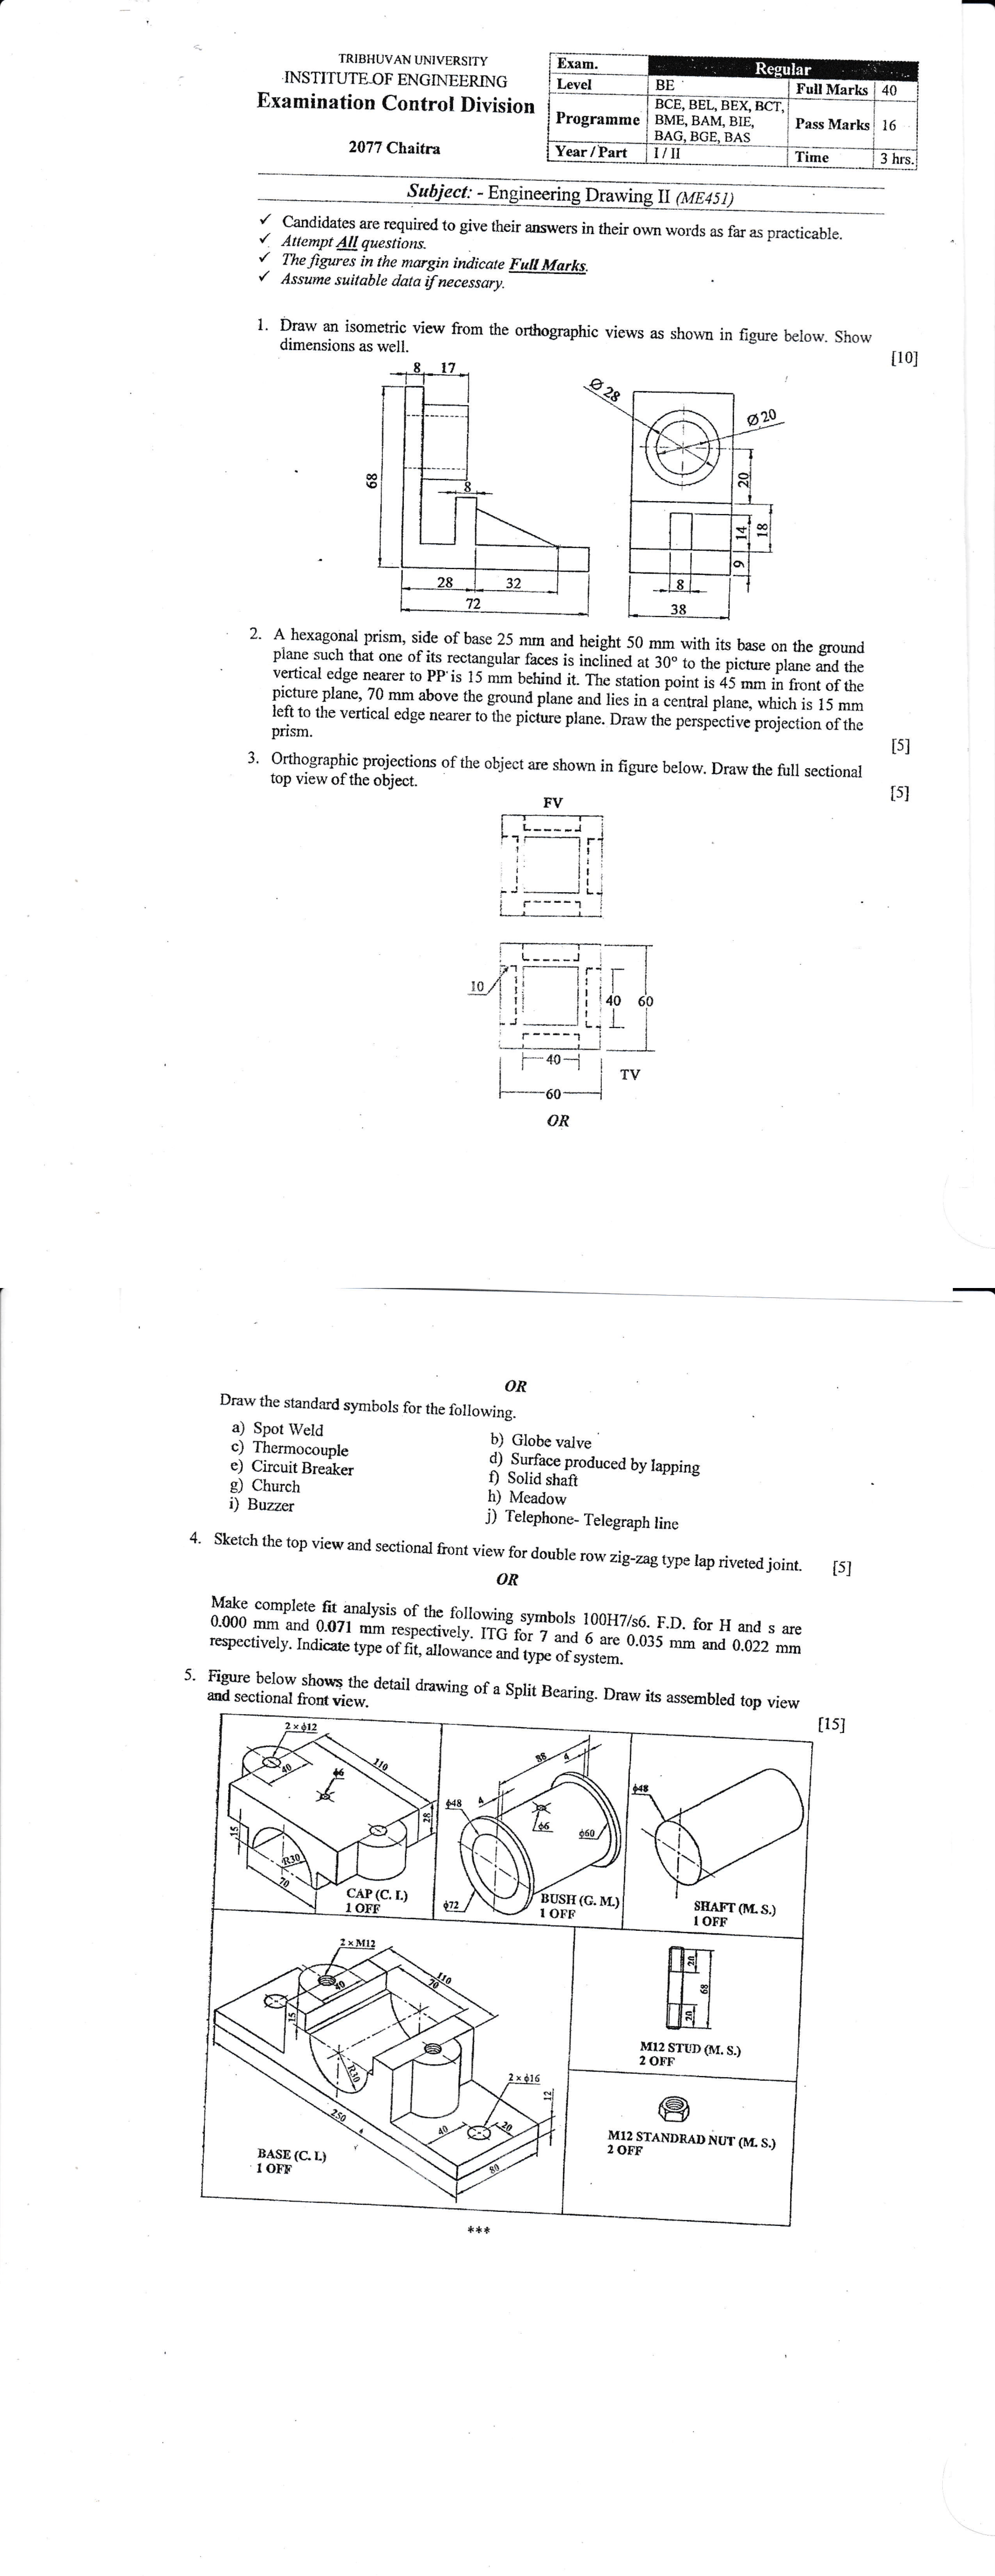 TRIBHUVAN UNIVERSITY
INSTITUTE OF ENGINEERING
Examination Control Division
2077 Chaitra
Exam. Regular
Level BE Full Marks 40
Programme BCE, BEL, BEX, BCT, BME, BAM, BIE, BAG, BGE, BAS Pass Marks 16
Year / Part I / II Time 3 hrs.
Subject: - Engineering Drawing II (ME451)
✓ Candidates are required to give their answers in their own words as far as practicable.
✓ Attempt All questions.
✓ The figures in the margin indicate Full Marks.
✓ Assume suitable data if necessary.
1. Draw an isometric view from the orthographic views as shown in figure below. Show
dimensions as well.
[10]
8 17
68
8
28 32
72
Ø 28
Ø 20
20
14 18
9
8
38
2. A hexagonal prism, side of base 25 mm and height 50 mm with its base on the ground
plane such that one of its rectangular faces is inclined at 30° to the picture plane and the
vertical edge nearer to PP is 15 mm behind it. The station point is 45 mm in front of the
picture plane, 70 mm above the ground plane and lies in a central plane, which is 15 mm
left to the vertical edge nearer to the picture plane. Draw the perspective projection of the
prism.
[5]
3. Orthographic projections of the object are shown in figure below. Draw the full sectional
top view of the object.
[5]
FV
10
40 60
40
TV
60
OR
OR
Draw the standard symbols for the following.
a) Spot Weld
b) Globe valve
c) Thermocouple
d) Surface produced by lapping
e) Circuit Breaker
f) Solid shaft
g) Church
h) Meadow
i) Buzzer
j) Telephone- Telegraph line
4. Sketch the top view and sectional front view for double row zig-zag type lap riveted joint. [5]
OR
Make complete fit analysis of the following symbols 100H7/s6. F.D. for H and s are
0.000 mm and 0.071 mm respectively. ITG for 7 and 6 are 0.035 mm and 0.022 mm
respectively. Indicate type of fit, allowance and type of system.
5. Figure below shows the detail drawing of a Split Bearing. Draw its assembled top view
and sectional front view.
[15]
2 x ϕ12
40
110
ϕ6
28
15
R30
70
CAP (C. I.)
1 OFF
88
4
4
ϕ48
ϕ6
ϕ60
ϕ72
BUSH (G. M.)
1 OFF
ϕ48
SHAFT (M. S.)
1 OFF
2 x M12
40
110
70
15
R30
250
2 x ϕ16
12
40
20
80
BASE (C. I.)
1 OFF
20
68
20
M12 STUD (M. S.)
2 OFF
M12 STANDRAD NUT (M. S.)
2 OFF
***